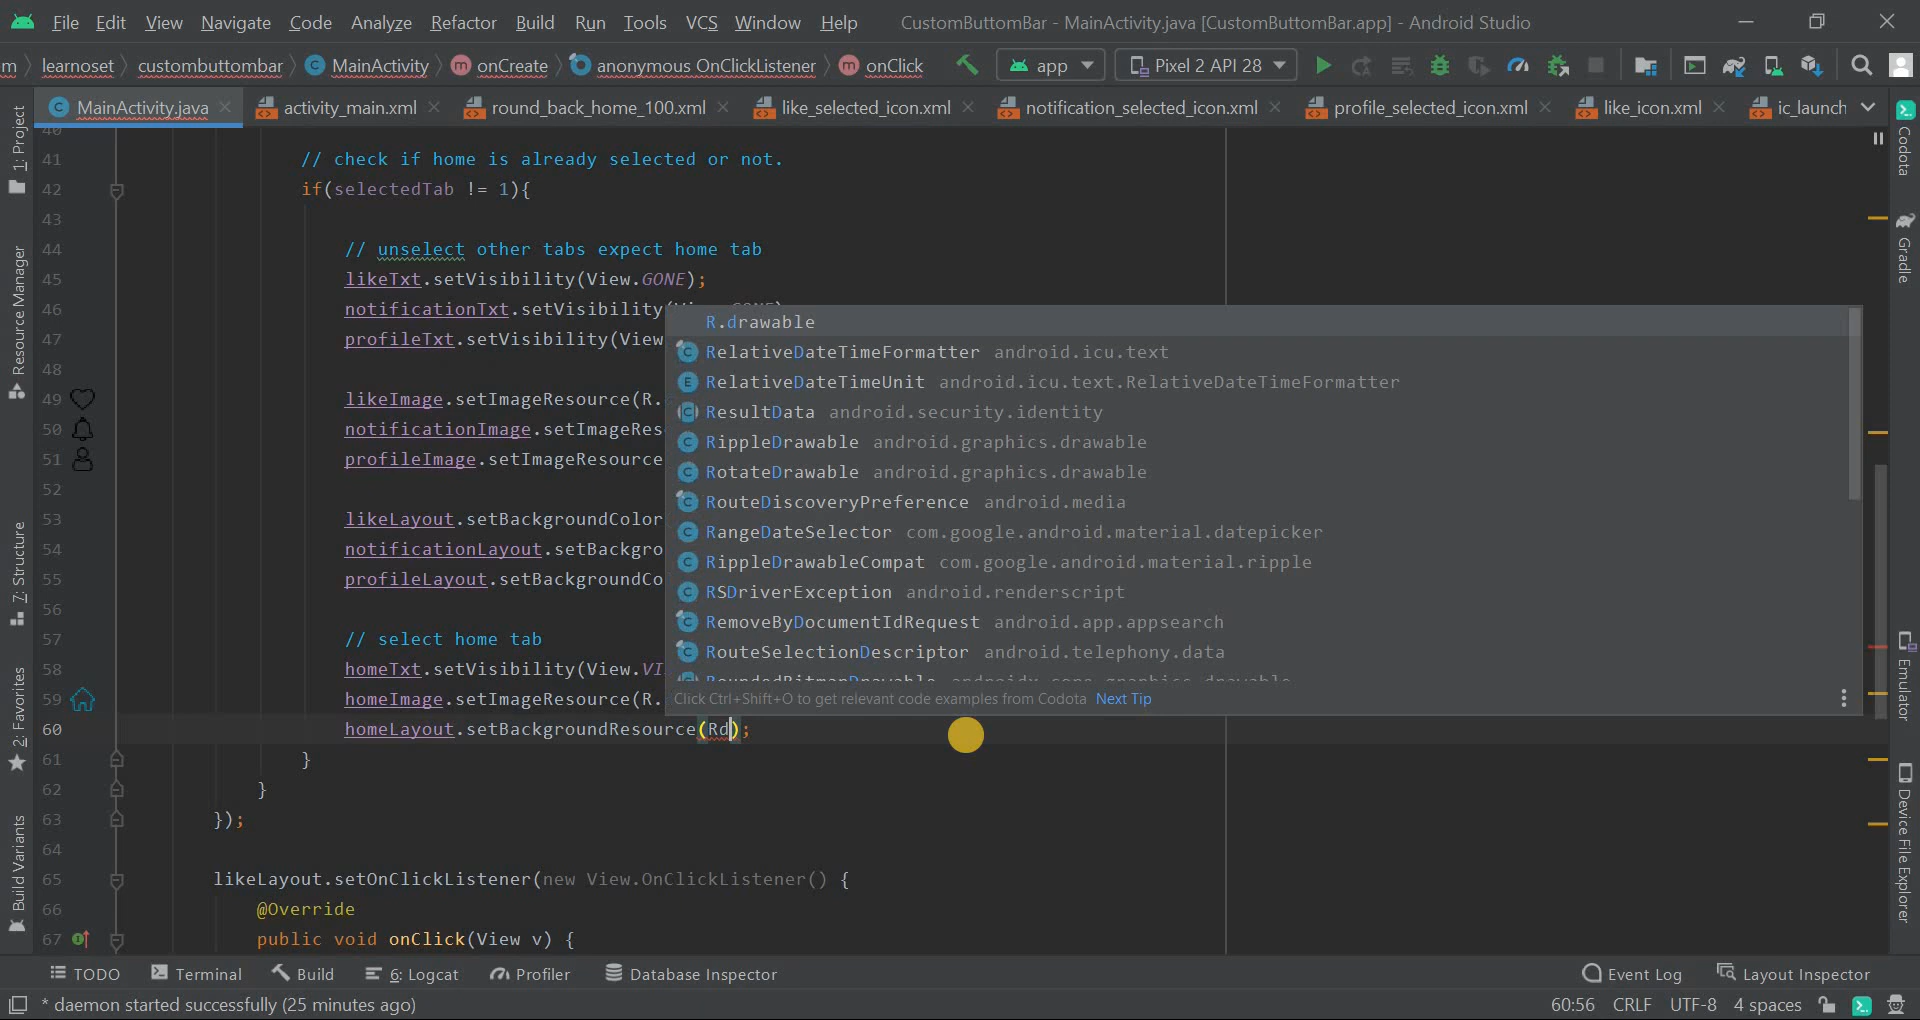 File Edit View Navigate Code Analyze Refactor Build Run Tools VCS Window Help CustomButtomBar - MainActivity.java [CustomButtomBar.app] - Android Studio
m learnoset custombuttombar C MainActivity m onCreate anonymous OnClickListener m onClick app Pixel 2 API 28
C MainActivity.java activity_main.xml round_back_home_100.xml like_selected_icon.xml notification_selected_icon.xml profile_selected_icon.xml like_icon.xml ic_launch
1: Project
Resource Manager
7: Structure
2: Favorites
Build Variants
40
41 // check if home is already selected or not.
42 if(selectedTab != 1){
43
44 // unselect other tabs expect home tab
45 likeTxt.setVisibility(View.GONE);
46 notificationTxt.setVisibility(View.GONE)
47 profileTxt.setVisibility(View
48
49 likeImage.setImageResource(R.
50 notificationImage.setImageRes
51 profileImage.setImageResource
52
53 likeLayout.setBackgroundColor
54 notificationLayout.setBackgro
55 profileLayout.setBackgroundCo
56
57 // select home tab
58 homeTxt.setVisibility(View.VI
59 homeImage.setImageResource(R.
60 homeLayout.setBackgroundResource(Rd);
61 }
62 }
63 });
64
65 likeLayout.setOnClickListener(new View.OnClickListener() {
66 @Override
67 public void onClick(View v) {
R.drawable
C RelativeDateTimeFormatter android.icu.text
E RelativeDateTimeUnit android.icu.text.RelativeDateTimeFormatter
C ResultData android.security.identity
C RippleDrawable android.graphics.drawable
C RotateDrawable android.graphics.drawable
C RouteDiscoveryPreference android.media
C RangeDateSelector com.google.android.material.datepicker
C RippleDrawableCompat com.google.android.material.ripple
C RSDriverException android.renderscript
C RemoveByDocumentIdRequest android.app.appsearch
C RouteSelectionDescriptor android.telephony.data
C RoundedBitmapDrawable androidx.core.graphics.drawable
Click Ctrl+Shift+O to get relevant code examples from Codota Next Tip
Codota
Gradle
Emulator
Device File Explorer
TODO Terminal Build 6: Logcat Profiler Database Inspector Event Log Layout Inspector
* daemon started successfully (25 minutes ago) 60:56 CRLF UTF-8 4 spaces